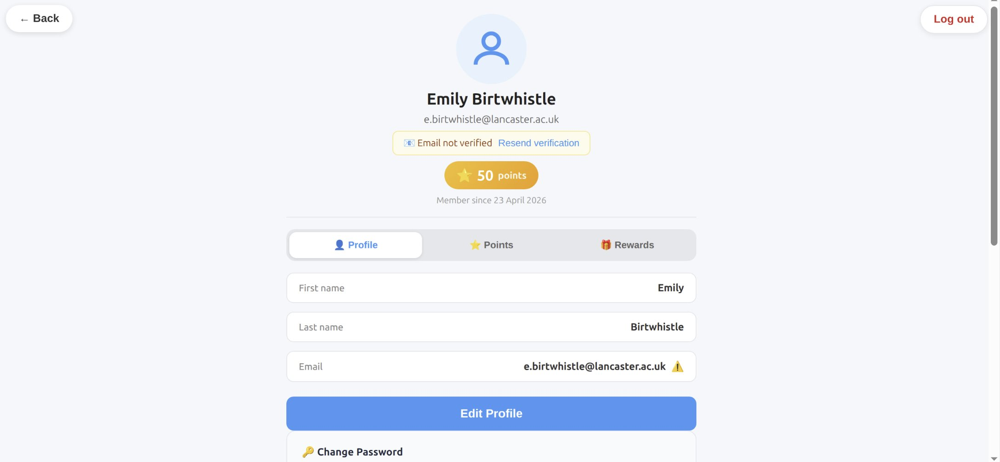 ← Back
Log out
Emily Birtwhistle
e.birtwhistle@lancaster.ac.uk
📧 Email not verified Resend verification
⭐ 50 points
Member since 23 April 2026
👤 Profile
⭐ Points
🎁 Rewards
First name Emily
Last name Birtwhistle
Email e.birtwhistle@lancaster.ac.uk ⚠️
Edit Profile
🔑 Change Password